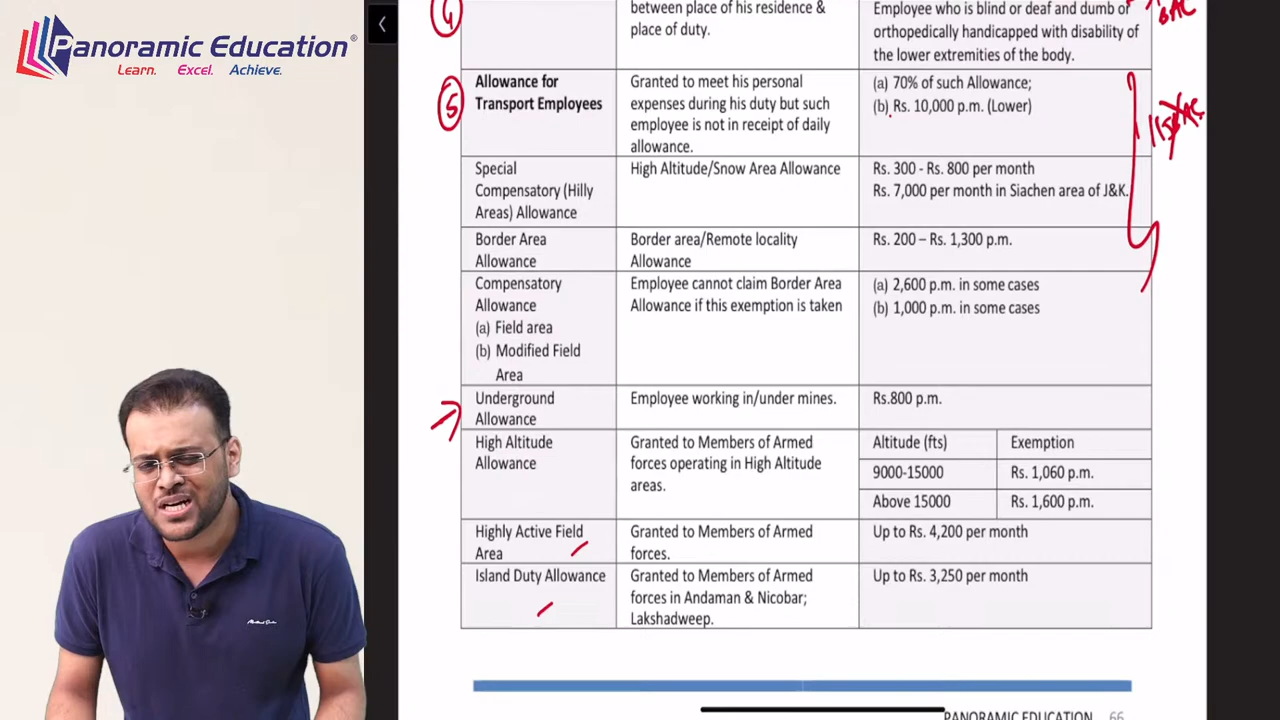 Panoramic Education®
Learn. Excel. Achieve.
4
between place of his residence &
place of duty.
Employee who is blind or deaf and dumb of
orthopedically handicapped with disability of
the lower extremities of the body.
5
Allowance for
Transport Employees
Granted to meet his personal
expenses during his duty but such
employee is not in receipt of daily
allowance.
(a) 70% of such Allowance;
(b) Rs. 10,000 p.m. (Lower)
Special
Compensatory (Hilly
Areas) Allowance
High Altitude/Snow Area Allowance
Rs. 300 - Rs. 800 per month
Rs. 7,000 per month in Siachen area of J&K.
Border Area
Allowance
Border area/Remote locality
Allowance
Rs. 200 – Rs. 1,300 p.m.
Compensatory
Allowance
(a) Field area
(b) Modified Field
Area
Employee cannot claim Border Area
Allowance if this exemption is taken
(a) 2,600 p.m. in some cases
(b) 1,000 p.m. in some cases
Underground
Allowance
Employee working in/under mines.
Rs.800 p.m.
High Altitude
Allowance
Granted to Members of Armed
forces operating in High Altitude
areas.
Altitude (fts) Exemption
9000-15000 Rs. 1,060 p.m.
Above 15000 Rs. 1,600 p.m.
Highly Active Field
Area
Granted to Members of Armed
forces.
Up to Rs. 4,200 per month
Island Duty Allowance
Granted to Members of Armed
forces in Andaman & Nicobar;
Lakshadweep.
Up to Rs. 3,250 per month
PANORAMIC EDUCATION 66